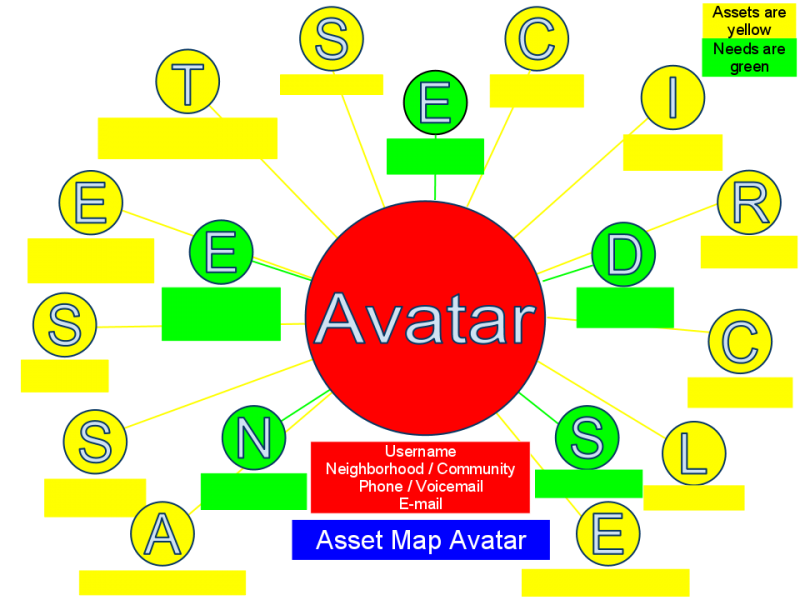 S
C
Assets are
yellow
Needs are
green
T
E
I
E
R
E
D
S
Avatar
C
S
N
S
L
A
E
Username
Neighborhood / Community
Phone / Voicemail
E-mail
Asset Map Avatar